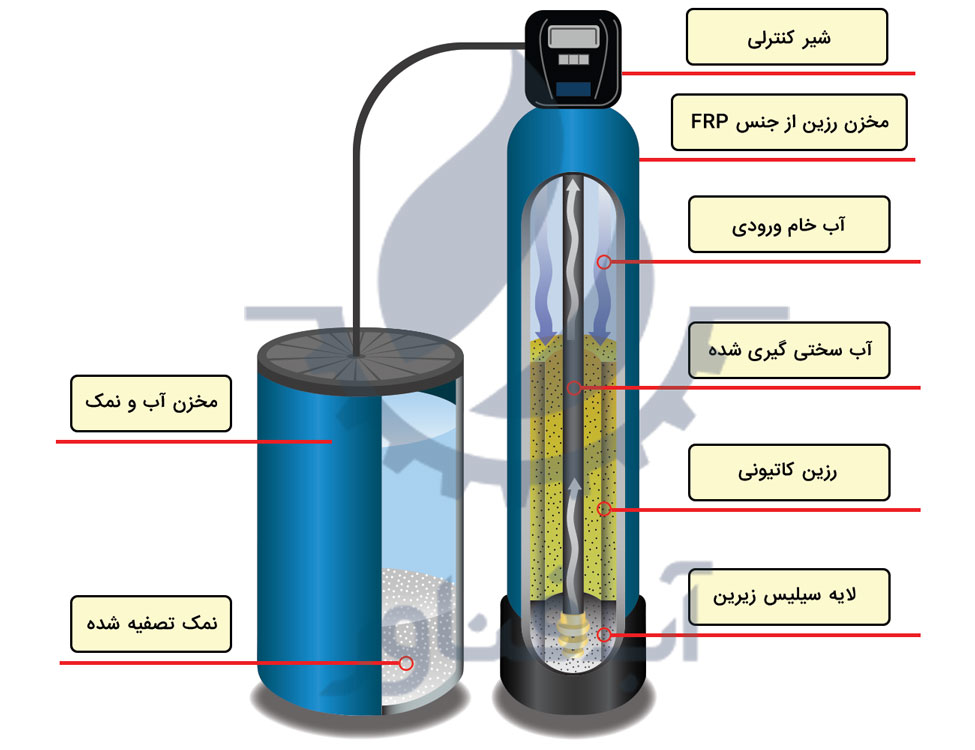 شیر کنترلی
مخزن رزین از جنس FRP
آب خام ورودی
آب سختی گیری شده
مخزن آب و نمک
رزین کاتیونی
لایه سیلیس زیرین
نمک تصفیه شده